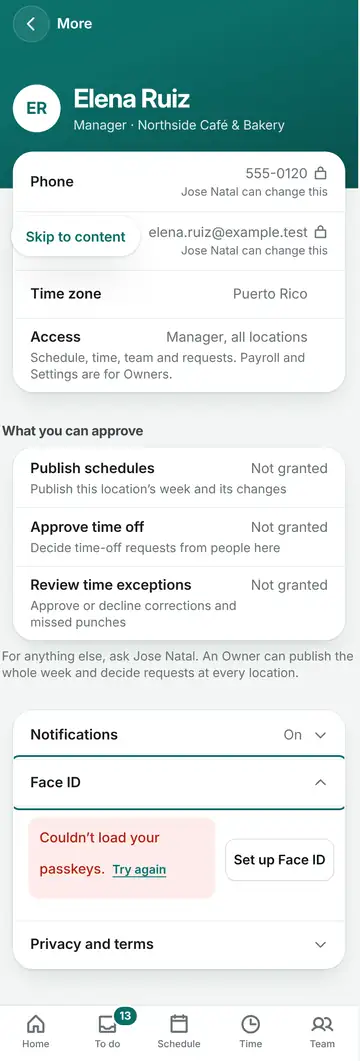 More
ER
Elena Ruiz
Manager · Northside Café & Bakery
Phone
555-0120
Jose Natal can change this
Skip to content
elena.ruiz@example.test
Jose Natal can change this
Time zone
Puerto Rico
Access
Manager, all locations
Schedule, time, team and requests. Payroll and
Settings are for Owners.
What you can approve
Publish schedules
Not granted
Publish this location’s week and its changes
Approve time off
Not granted
Decide time-off requests from people here
Review time exceptions
Not granted
Approve or decline corrections and
missed punches
For anything else, ask Jose Natal. An Owner can publish the
whole week and decide requests at every location.
Notifications
On
Face ID
Couldn’t load your
passkeys. Try again
Set up Face ID
Privacy and terms
13
Home
To do
Schedule
Time
Team